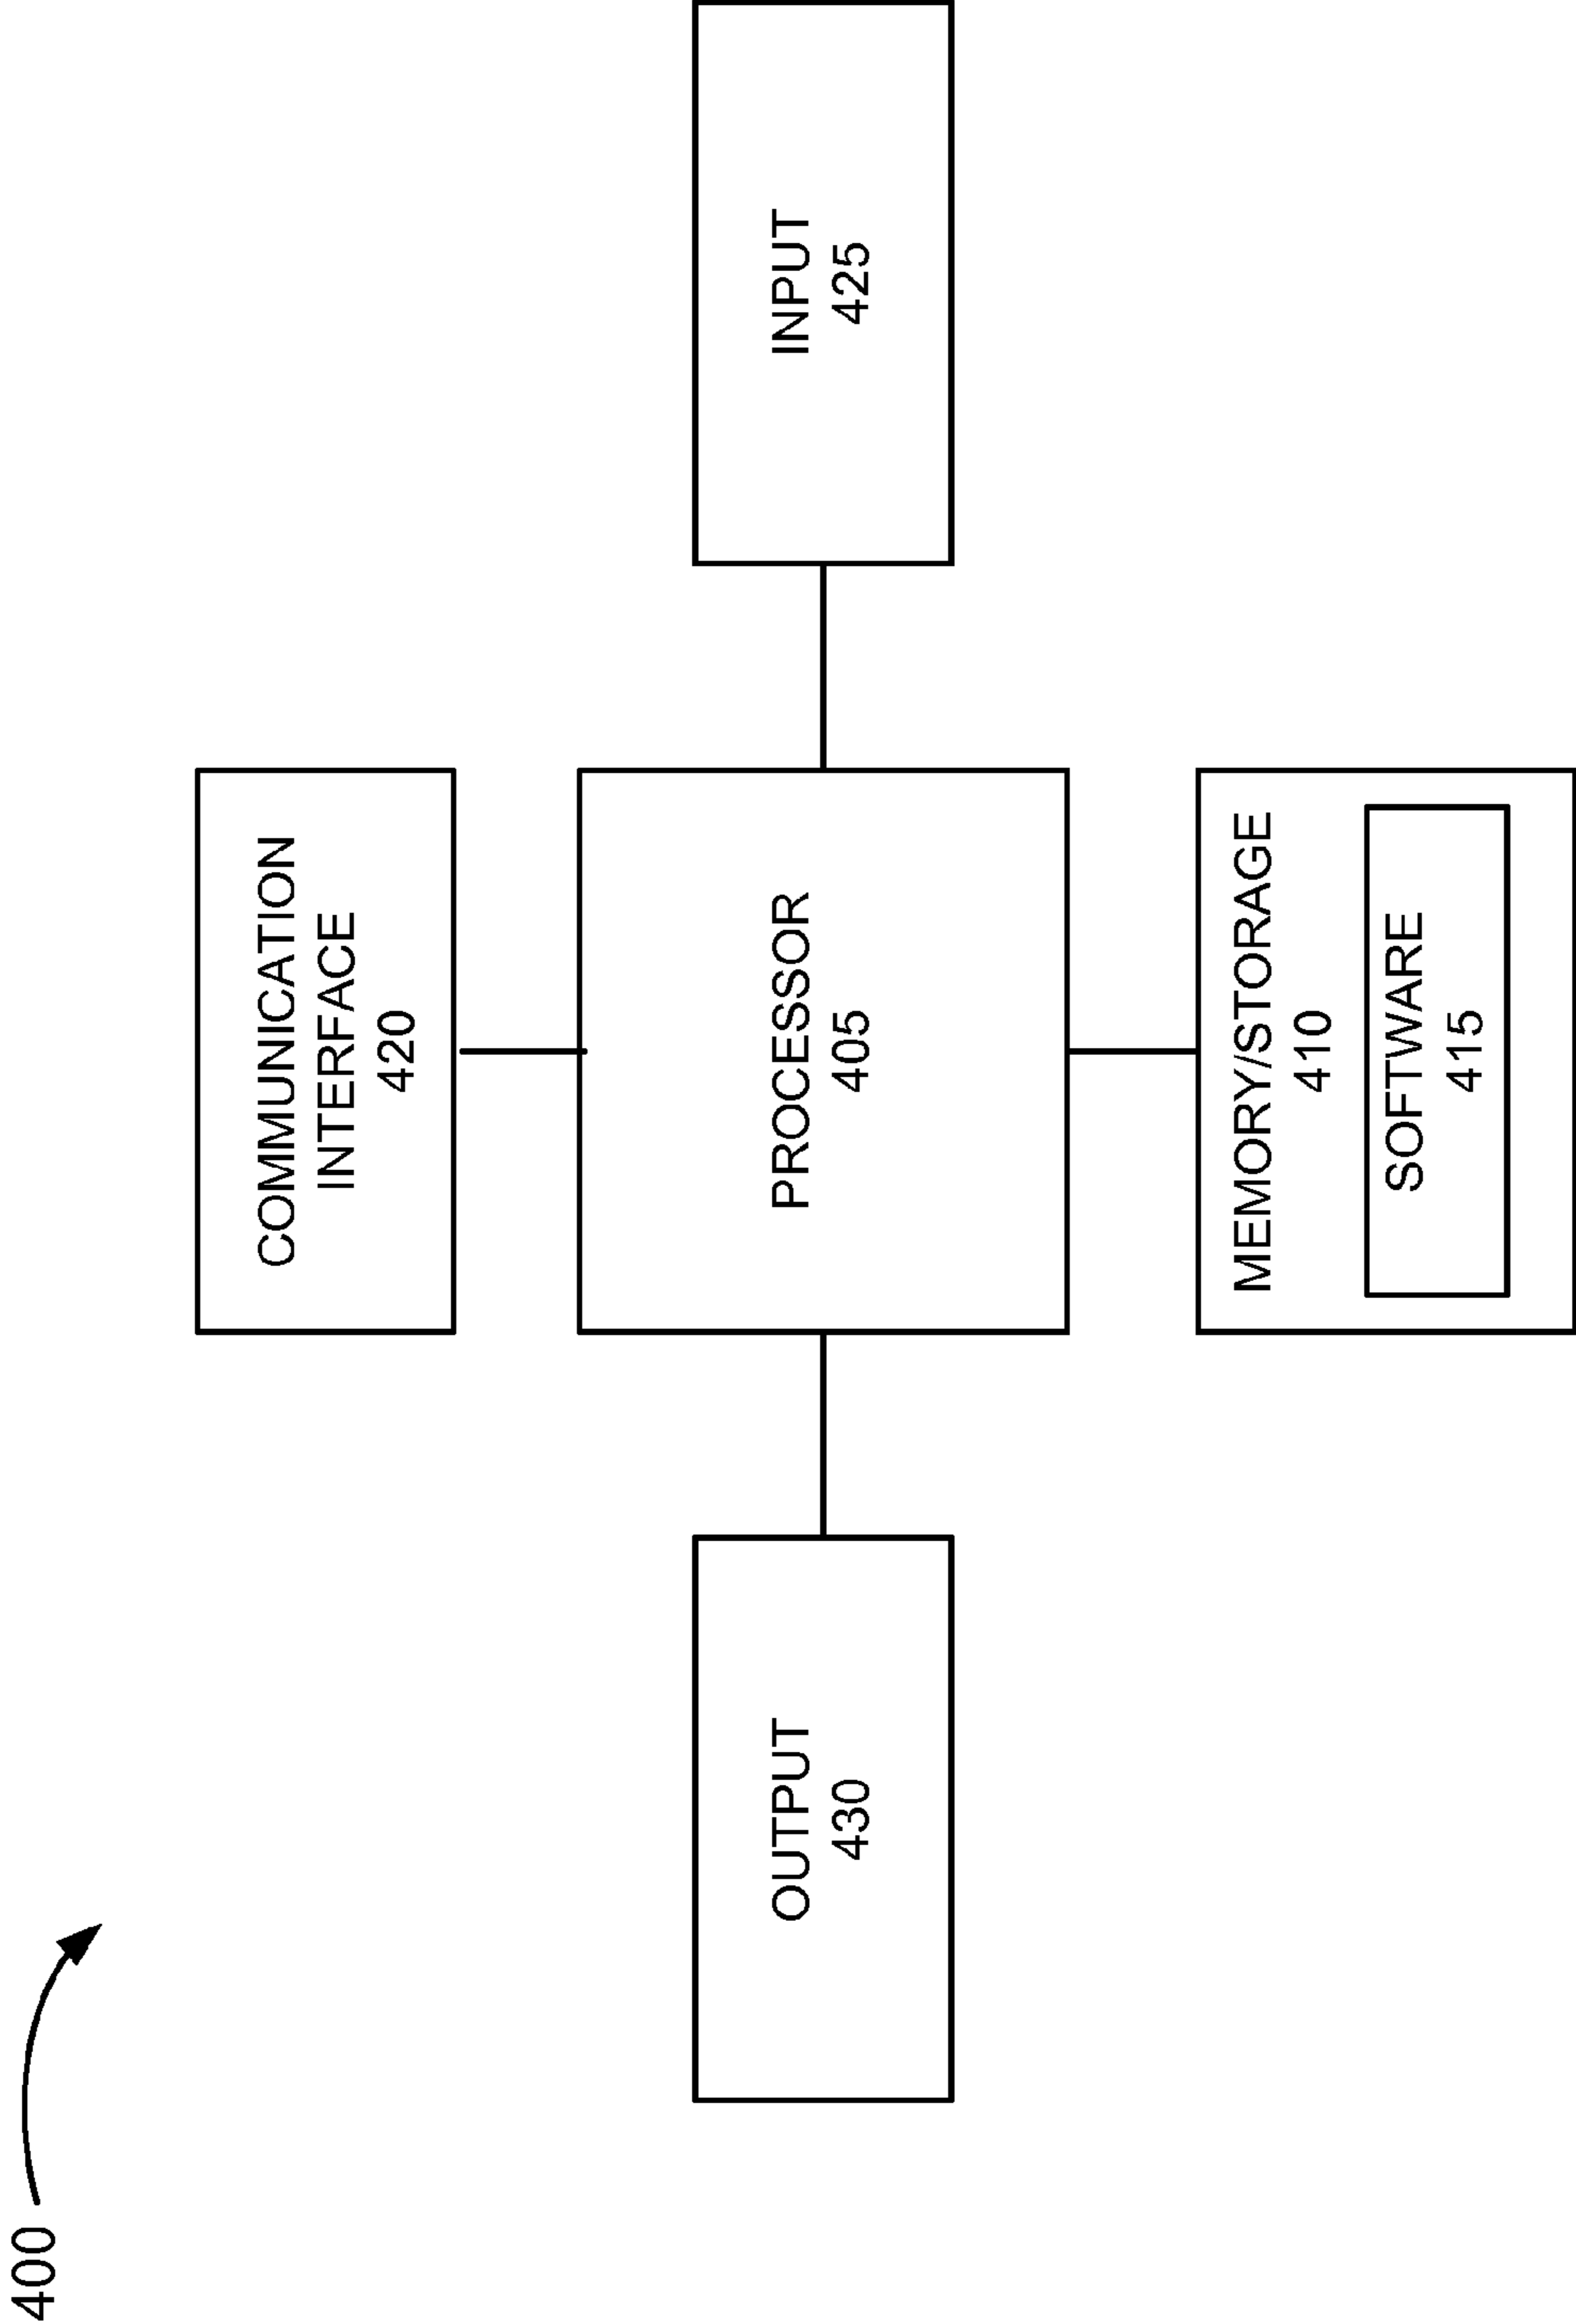 400
COMMUNICATION
INTERFACE
420
OUTPUT
430
PROCESSOR
405
INPUT
425
MEMORY/STORAGE
410
SOFTWARE
415